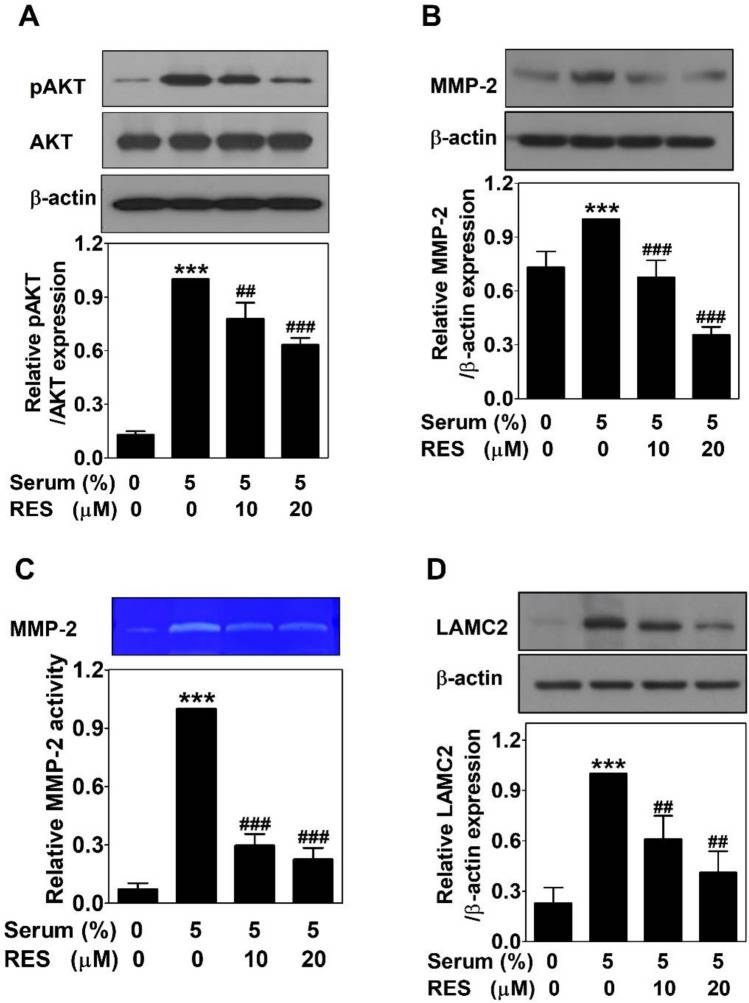 A
pAKT
AKT
β-actin
Relative pAKT
/AKT expression
1.2
0.9
0.6
0.3
0.0
***
##
###
Serum (%) 0 5 5 5
RES (μM) 0 0 10 20
B
MMP-2
β-actin
Relative MMP-2
/β-actin expression
1.2
0.9
0.6
0.3
0.0
***
###
###
Serum (%) 0 5 5 5
RES (μM) 0 0 10 20
C
MMP-2
Relative MMP-2 activity
1.2
0.9
0.6
0.3
0.0
***
###
###
Serum (%) 0 5 5 5
RES (μM) 0 0 10 20
D
LAMC2
β-actin
Relative LAMC2
/β-actin expression
1.2
0.9
0.6
0.3
0.0
***
##
##
Serum (%) 0 5 5 5
RES (μM) 0 0 10 20